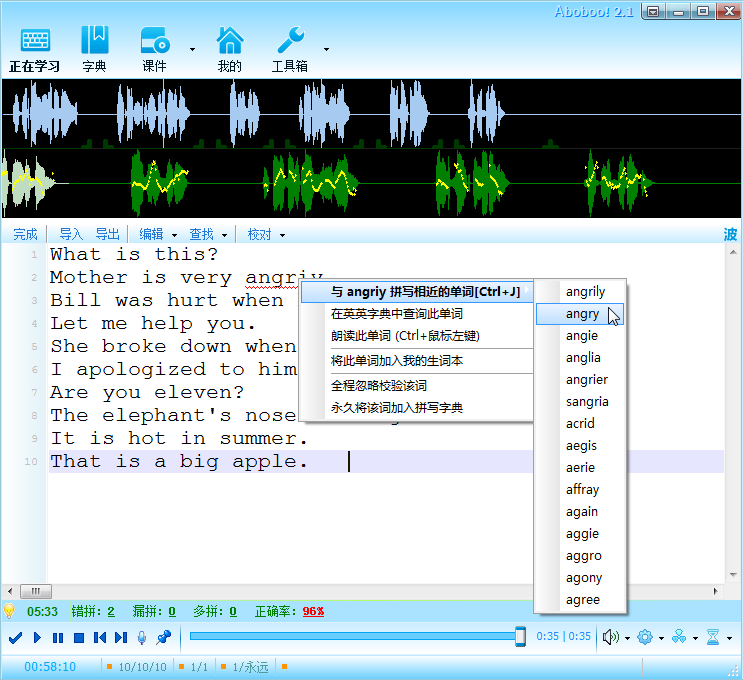 Aboboo! 2.1
正在学习 字典 课件 我的 工具箱
完成 导入 导出 编辑 查找 校对 波
1 What is this?
2 Mother is very angriy
3 Bill was hurt when
4 Let me help you.
5 She broke down when
6 I apologized to him
7 Are you eleven?
8 The elephant's nose
9 It is hot in summer.
10 That is a big apple.
与 angriy 拼写相近的单词[Ctrl+J]
在英英字典中查询此单词
朗读此单词 (Ctrl+鼠标左键)
将此单词加入我的生词本
全程忽略校验该词
永久将该词加入拼写字典
angrily
angry
angie
anglia
angrier
sangria
acrid
aegis
aerie
affray
again
aggie
aggro
agony
agree
05:33 错拼: 2 漏拼: 0 多拼: 0 正确率: 96%
0:35 | 0:35
00:58:10 10/10/10 1/1 1/永远